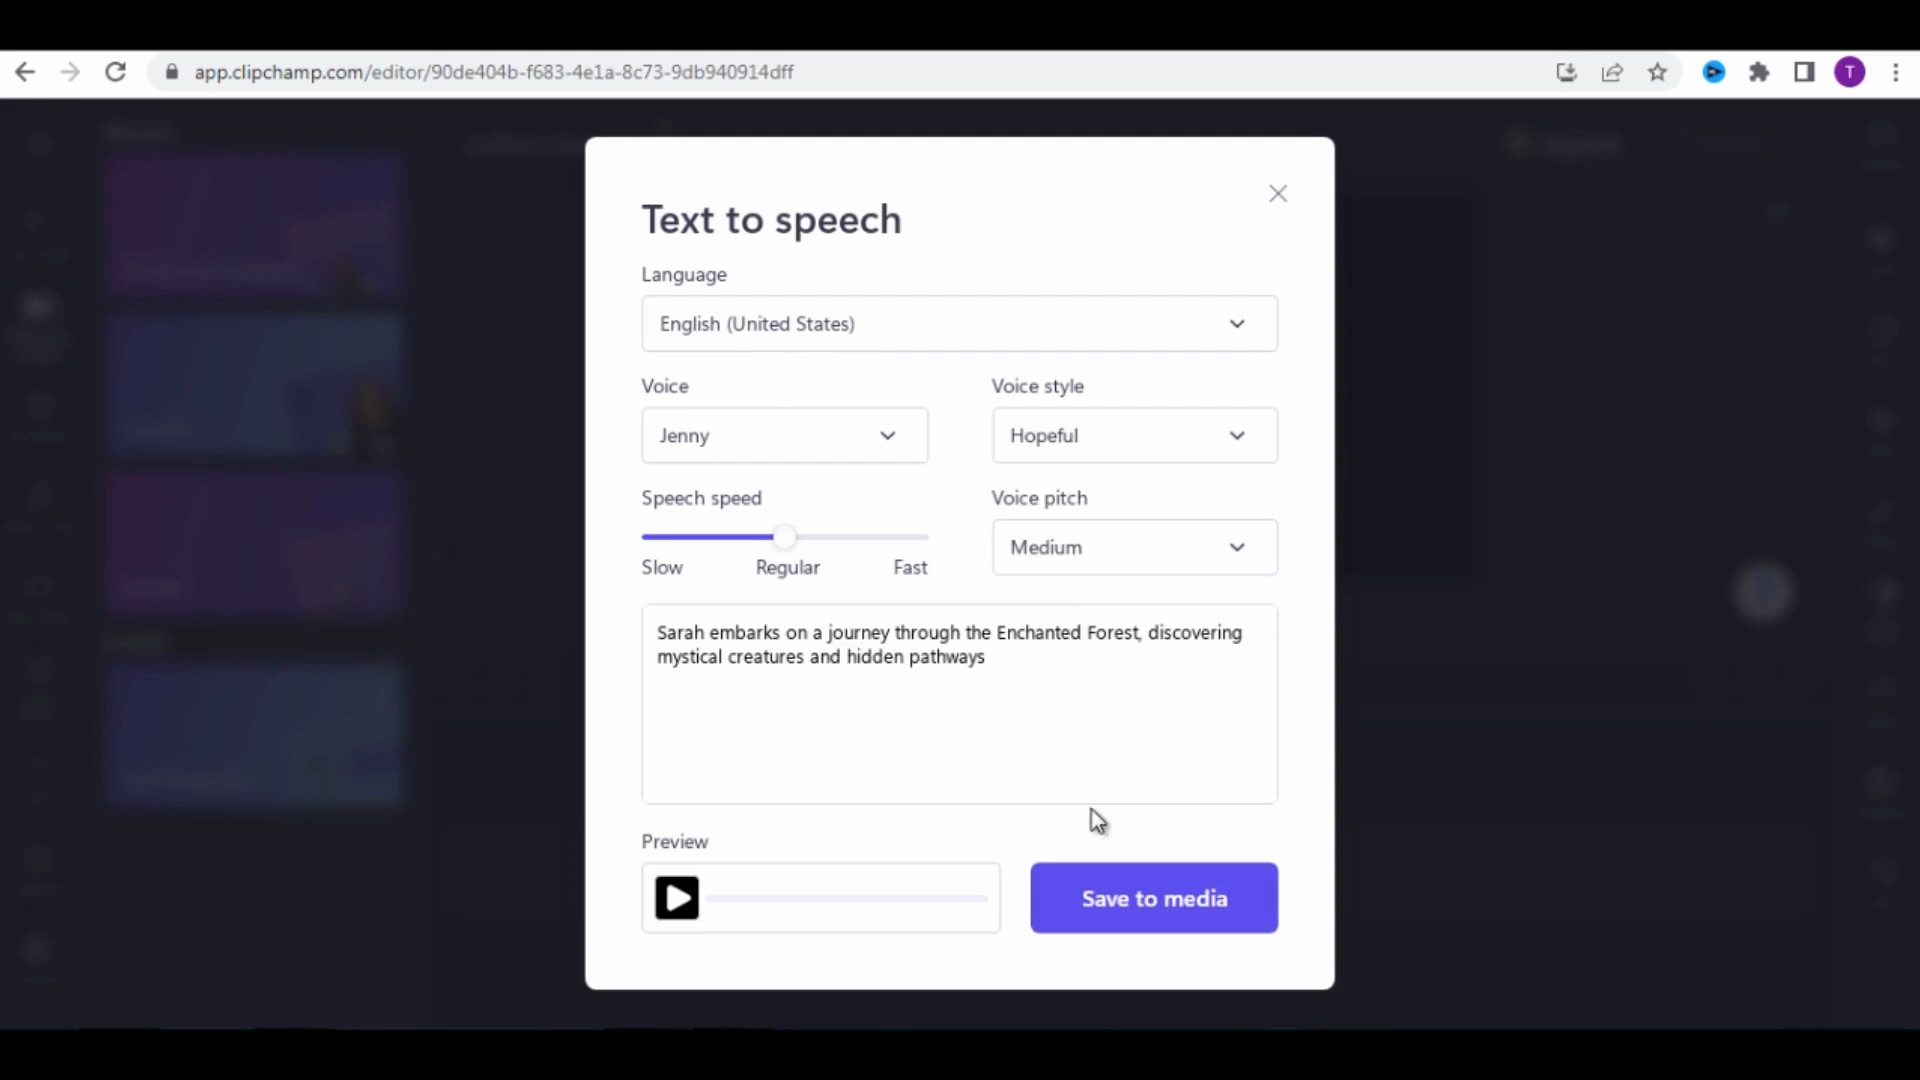 app.clipchamp.com/editor/90de404b-f683-4e1a-8c73-9db940914dff
T
Text to speech
Language
English (United States)
Voice
Voice style
Jenny
Hopeful
Speech speed
Voice pitch
Medium
Slow
Regular
Fast
Sarah embarks on a journey through the Enchanted Forest, discovering
mystical creatures and hidden pathways
Preview
Save to media